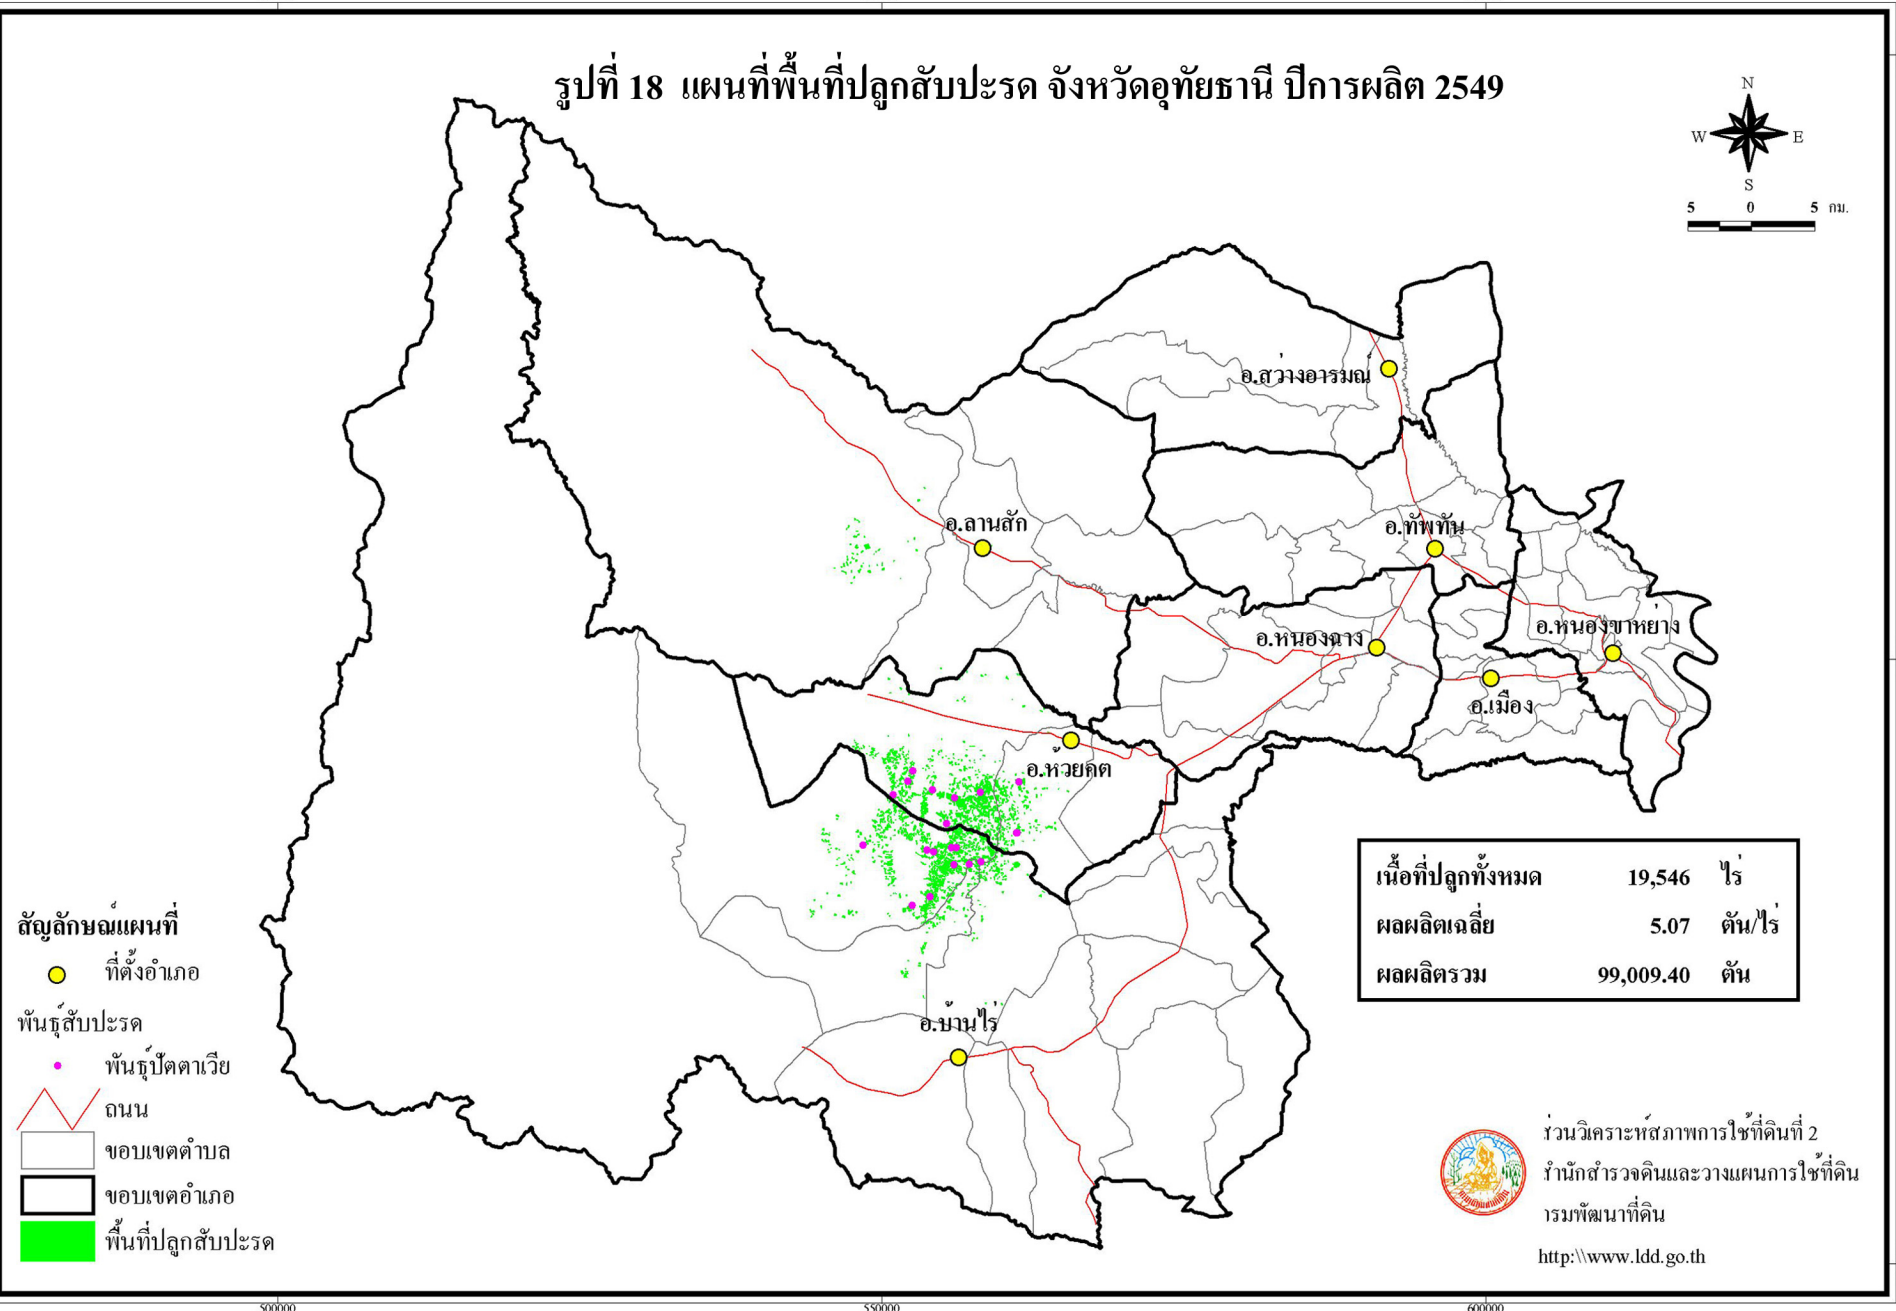 รูปที่ 18 แผนที่พื้นที่ปลูกสับปะรด จังหวัดอุทัยธานี ปีการผลิต 2549
N
W E
S
5 0 5 กม.
อ.สว่างอารมณ์
อ.ลานสัก
อ.ทัพทัน
อ.หนองขาหย่าง
อ.หนองฉาง
อ.เมือง
อ.ห้วยคต
อ.บ้านไร่
เนื้อที่ปลูกทั้งหมด 19,546 ไร่
ผลผลิตเฉลี่ย 5.07 ตัน/ไร่
ผลผลิตรวม 99,009.40 ตัน
สัญลักษณ์แผนที่
ที่ตั้งอำเภอ
พันธุ์สับปะรด
พันธุ์ปัตตาเวีย
ถนน
ขอบเขตตำบล
ขอบเขตอำเภอ
พื้นที่ปลูกสับปะรด
ส่วนวิเคราะห์สภาพการใช้ที่ดินที่ 2
สำนักสำรวจดินและวางแผนการใช้ที่ดิน
กรมพัฒนาที่ดิน
http:\\www.ldd.go.th
500000 550000 600000